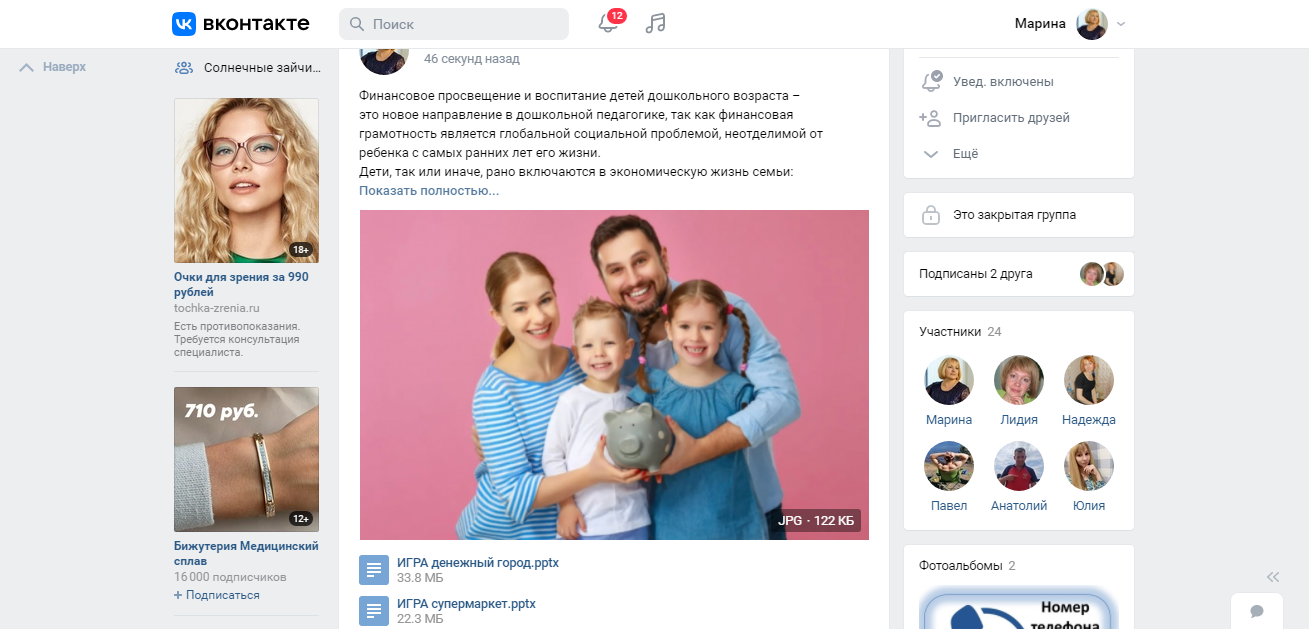 вконтакте
Поиск
12
Марина
Наверх
Солнечные зайчи...
18+
Очки для зрения за 990
рублей
tochka-zrenia.ru
Есть противопоказания.
Требуется консультация
специалиста.
710 руб.
12+
Бижутерия Медицинский
сплав
16 000 подписчиков
+ Подписаться
46 секунд назад
Финансовое просвещение и воспитание детей дошкольного возраста –
это новое направление в дошкольной педагогике, так как финансовая
грамотность является глобальной социальной проблемой, неотделимой от
ребенка с самых ранних лет его жизни.
Дети, так или иначе, рано включаются в экономическую жизнь семьи:
Показать полностью...
JPG · 122 КБ
ИГРА денежный город.pptx
33.8 МБ
ИГРА супермаркет.pptx
22.3 МБ
Увед. включены
Пригласить друзей
Ещё
Это закрытая группа
Подписаны 2 друга
Участники 24
Марина Лидия Надежда
Павел Анатолий Юлия
Фотоальбомы 2
Номер
телефона